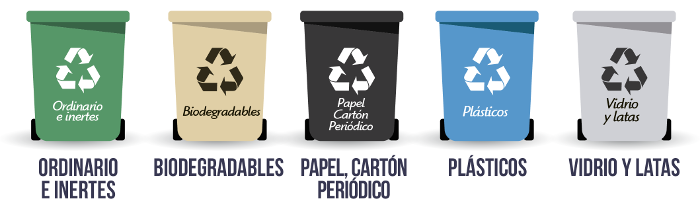 Ordinario
e inertes
Biodegradables
Papel
Cartón
Periódico
Plásticos
Vidrio
y latas
ORDINARIO
E INERTES
BIODEGRADABLES
PAPEL, CARTÓN
PERIÓDICO
PLÁSTICOS
VIDRIO Y LATAS